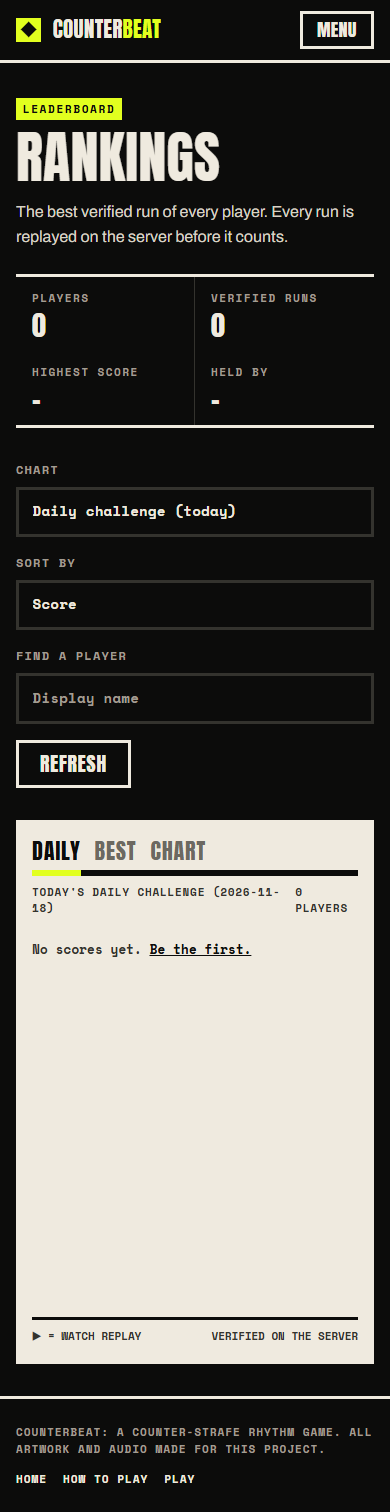 COUNTERBEAT
MENU
LEADERBOARD
RANKINGS
The best verified run of every player. Every run is
replayed on the server before it counts.
PLAYERS
0
VERIFIED RUNS
0
HIGHEST SCORE
-
HELD BY
-
CHART
Daily challenge (today)
SORT BY
Score
FIND A PLAYER
Display name
REFRESH
DAILY BEST CHART
TODAY'S DAILY CHALLENGE (2026-11-
18)
0
PLAYERS
No scores yet. Be the first.
▶ = WATCH REPLAY
VERIFIED ON THE SERVER
COUNTERBEAT: A COUNTER-STRAFE RHYTHM GAME. ALL
ARTWORK AND AUDIO MADE FOR THIS PROJECT.
HOME HOW TO PLAY PLAY